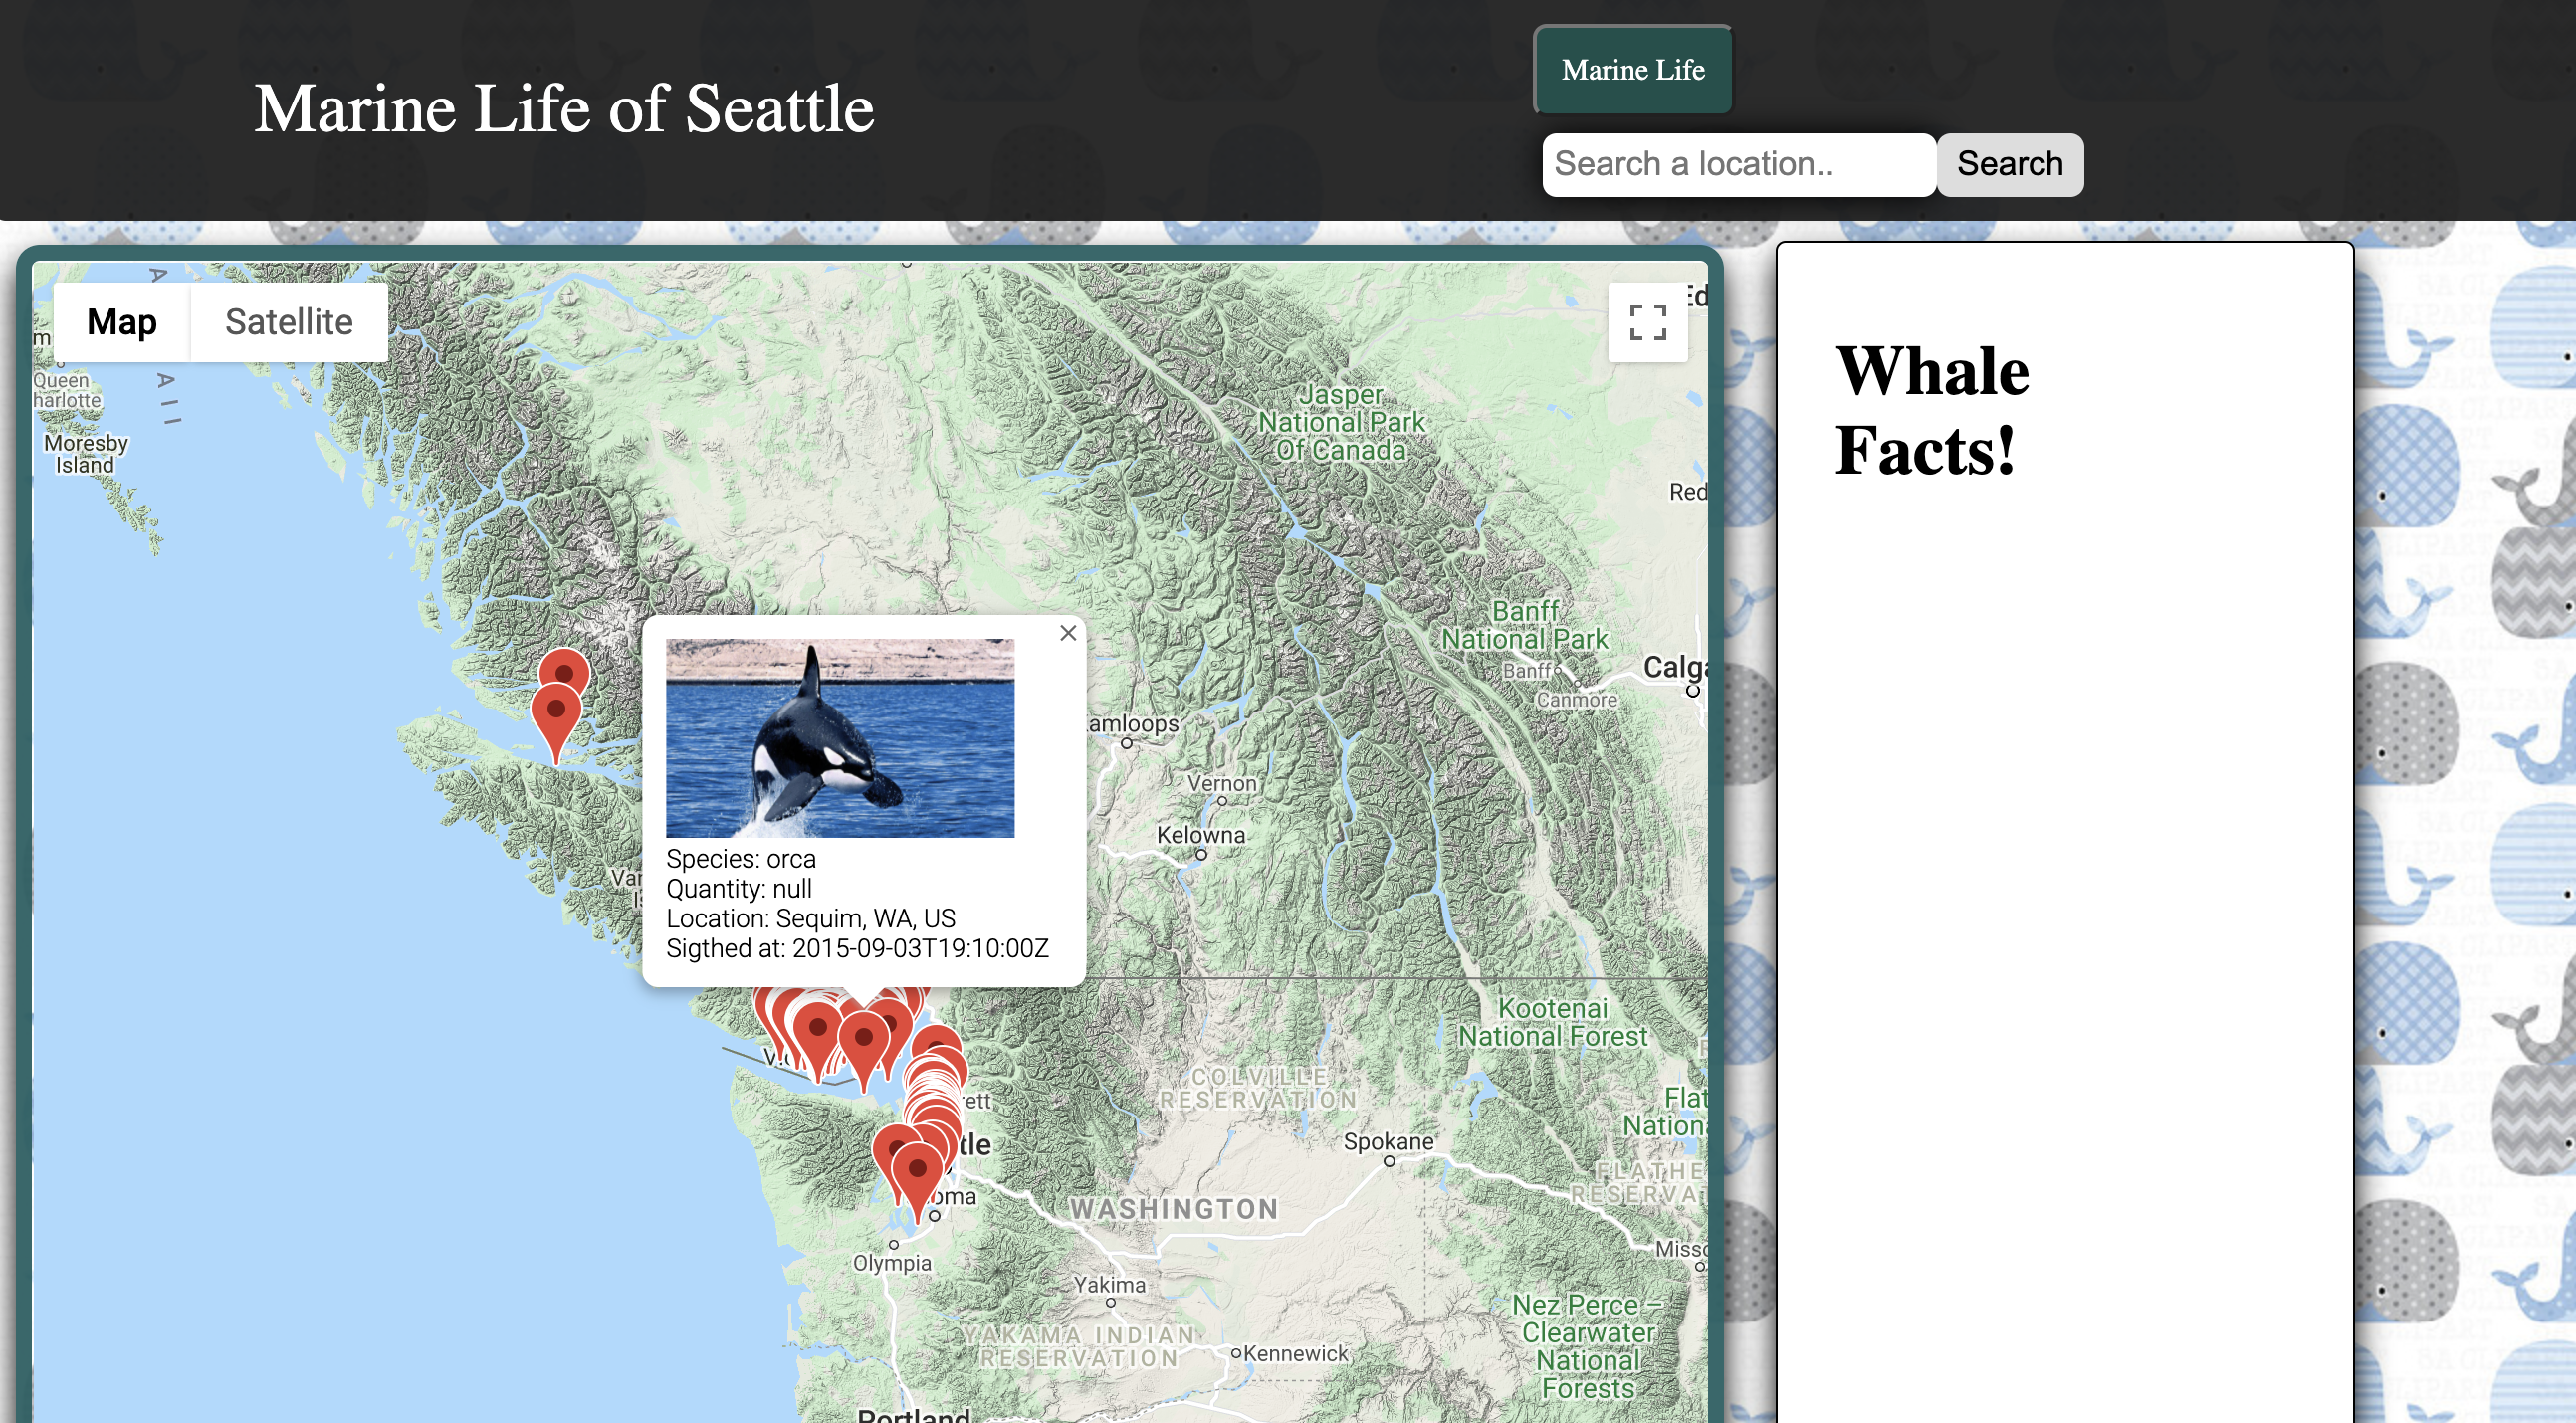 Marine Life of Seattle
Marine Life
Search a location..
Search
Map
Satellite
Queen
harlotte
Moresby
Island
Jasper
National Park
Of Canada
Red
Banff
National Park
Banff
Canmore
Calga
amloops
Vernon
Kelowna
Species: orca
Quantity: null
Location: Sequim, WA, US
Sigthed at: 2015-09-03T19:10:00Z
Kootenai
National Forest
COLVILLE
RESERVATION
Flat
Nationa
rett
tle
Spokane
FLATHE
RESERVAT
oma
WASHINGTON
Olympia
Misso
Yakima
Nez Perce –
Clearwater
National
Forests
YAKAMA INDIAN
RESERVATION
Kennewick
Portland
Whale
Facts!